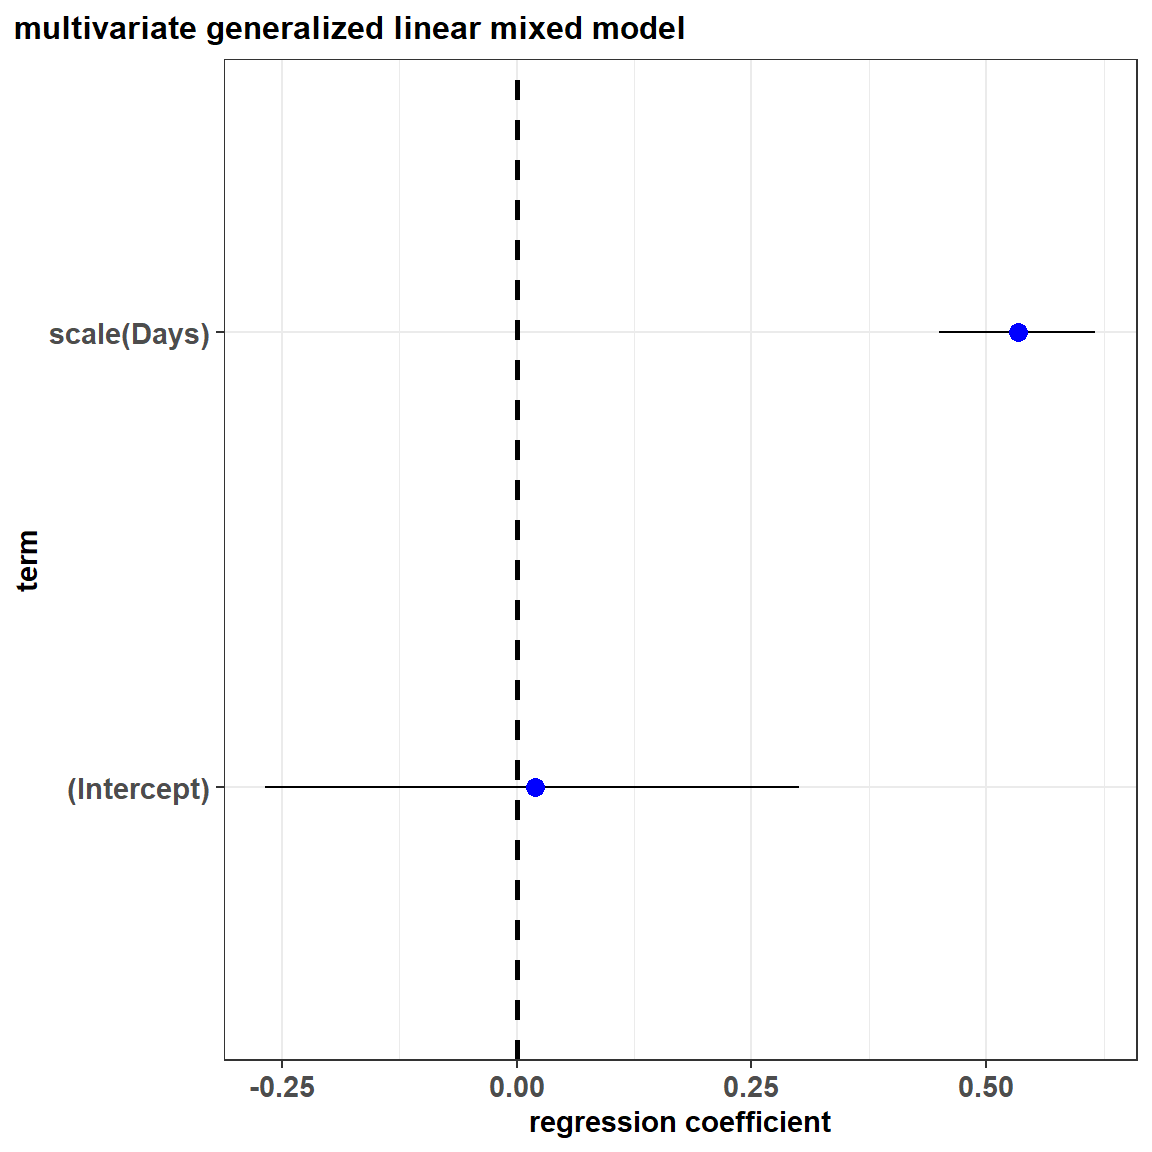 multivariate generalized linear mixed model
scale(Days)
term
(Intercept)
-0.25 0.00 0.25 0.50
regression coefficient